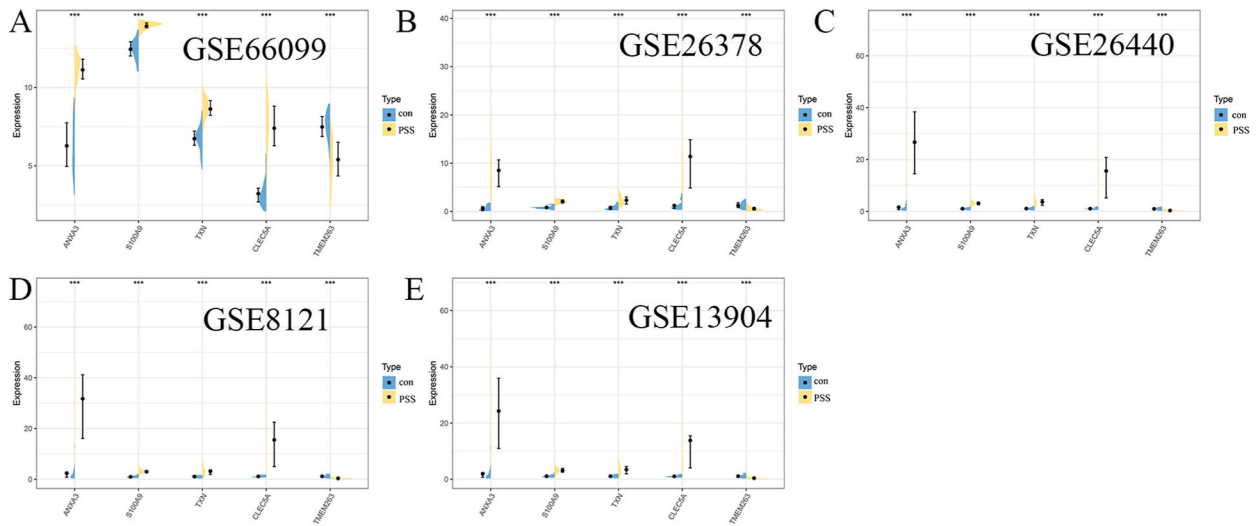 A
*** *** *** *** ***
GSE66099
10
5
Expression
ANXA3 S100A9 TXN CLEC5A TMEM263
Type
con
PSS
B
*** *** *** *** ***
GSE26378
40
30
20
10
0
Expression
ANXA3 S100A9 TXN CLEC5A TMEM263
Type
con
PSS
C
*** *** *** *** ***
GSE26440
60
40
20
0
Expression
ANXA3 S100A9 TXN CLEC5A TMEM263
Type
con
PSS
D
*** *** *** *** ***
GSE8121
60
40
20
0
Expression
ANXA3 S100A9 TXN CLEC5A TMEM263
Type
con
PSS
E
*** *** *** *** ***
GSE13904
60
40
20
0
Expression
ANXA3 S100A9 TXN CLEC5A TMEM263
Type
con
PSS